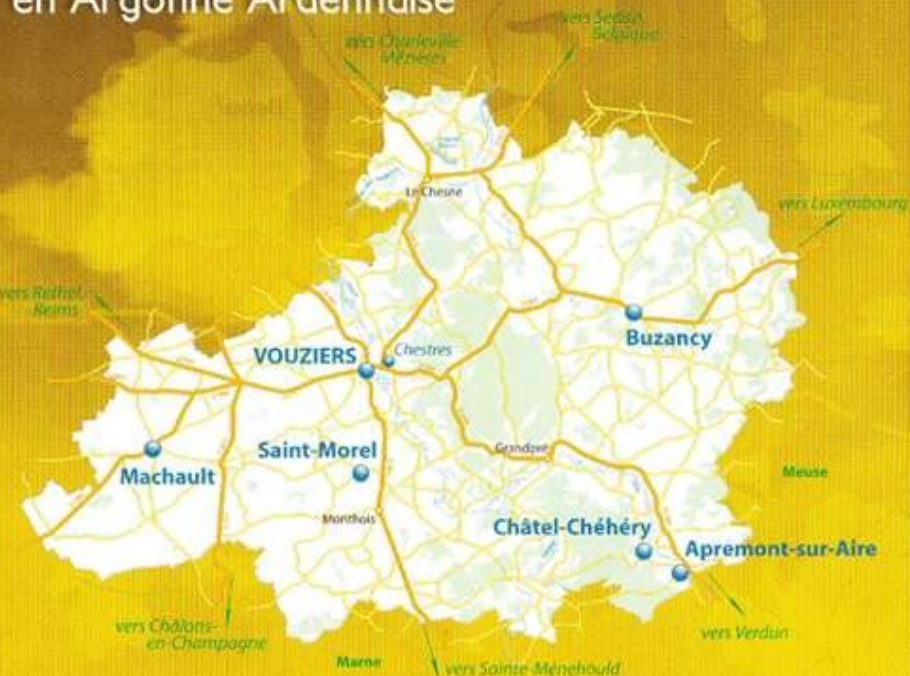 en Argonne Ardennaise
vers Sedan
Belgique
vers Charleville
Mézières
Le Chesne
vers Luxembourg
vers Rethel,
Reims
Buzancy
VOUZIERS
Chestres
Saint-Morel
Grandpré
Machault
Meuse
Monthois
Châtel-Chéhéry
Apremont-sur-Aire
vers Châlons-
en-Champagne
vers Verdun
Marne
vers Sainte-Ménehould